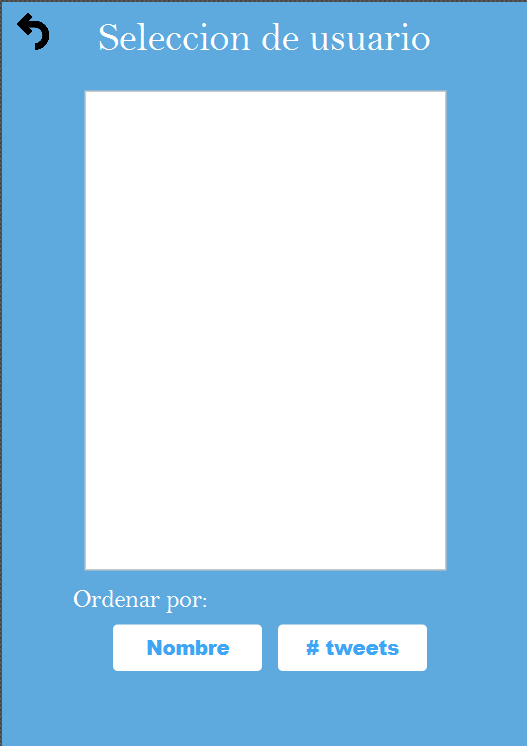 Seleccion de usuario
Ordenar por:
Nombre
# tweets